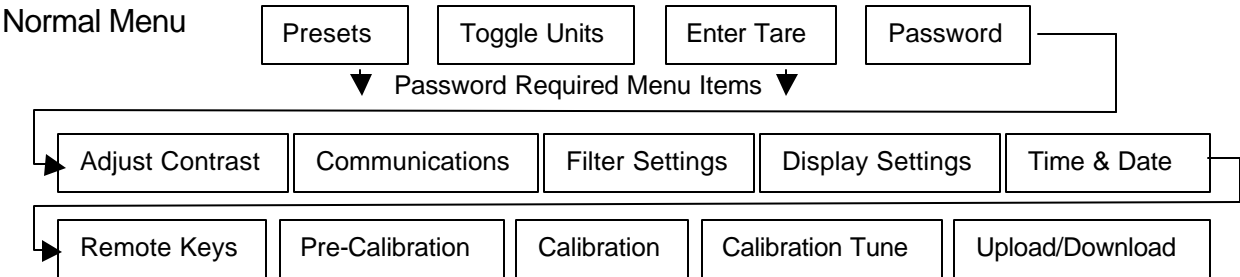 Normal Menu
Presets Toggle Units Enter Tare Password
Password Required Menu Items
Adjust Contrast Communications Filter Settings Display Settings Time & Date
Remote Keys Pre-Calibration Calibration Calibration Tune Upload/Download